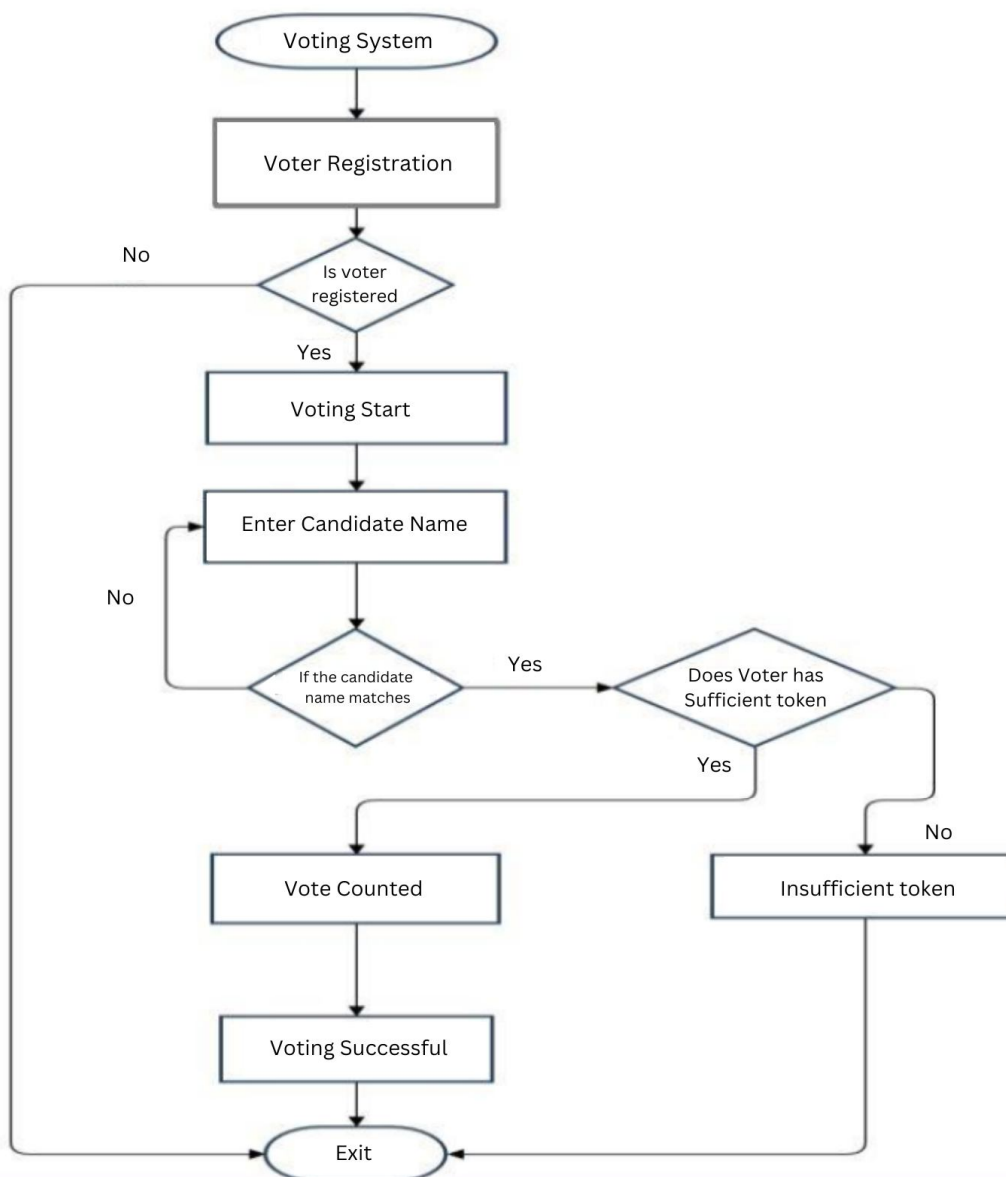 Voting System
Voter Registration
No
Is voter
registered
Yes
Voting Start
Enter Candidate Name
No
If the candidate
name matches
Yes
Does Voter has
Sufficient token
Yes
No
Vote Counted
Insufficient token
Voting Successful
Exit